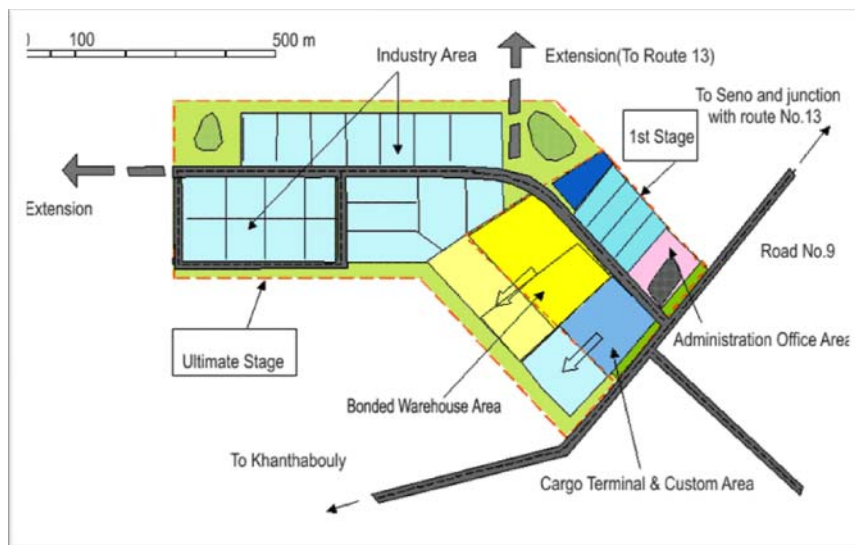 0 100 500 m
Industry Area
Extension(To Route 13)
To Seno and junction
with route No.13
1st Stage
Extension
Road No.9
Ultimate Stage
Administration Office Area
Bonded Warehouse Area
To Khanthabouly
Cargo Terminal & Custom Area